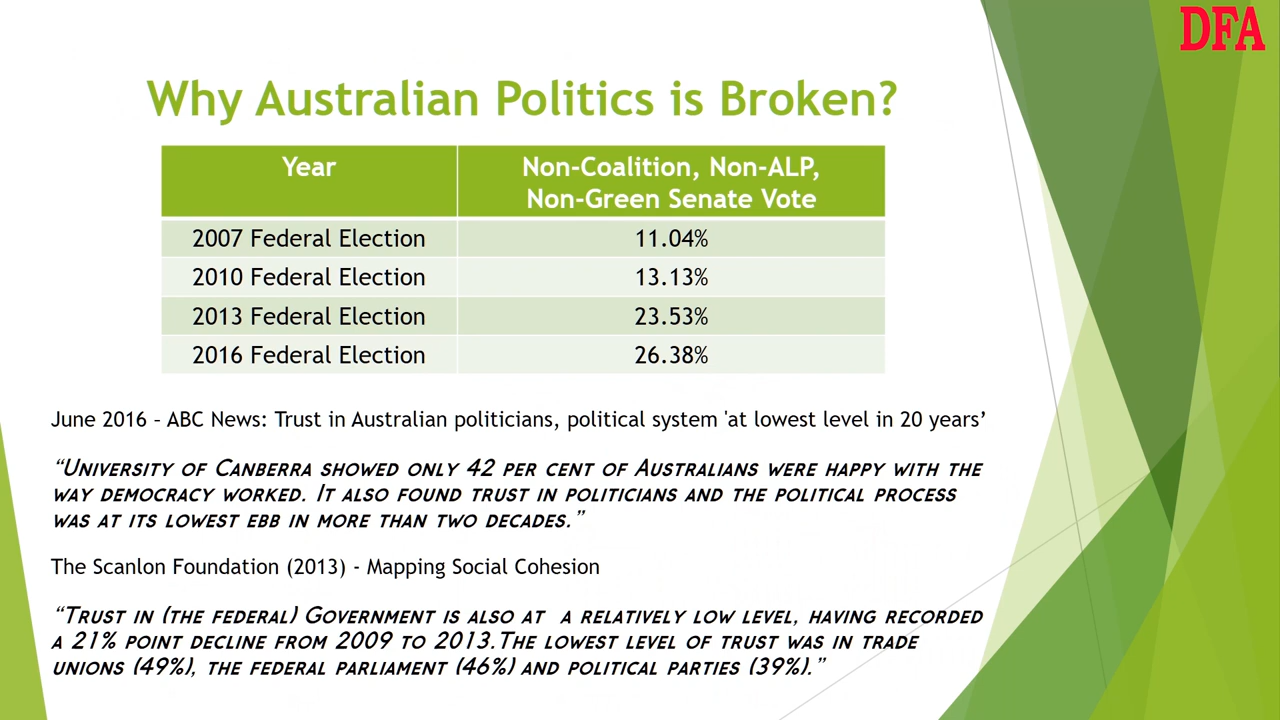 DFA
Why Australian Politics is Broken?
Year
Non-Coalition, Non-ALP,
Non-Green Senate Vote
2007 Federal Election 11.04%
2010 Federal Election 13.13%
2013 Federal Election 23.53%
2016 Federal Election 26.38%
June 2016 – ABC News: Trust in Australian politicians, political system 'at lowest level in 20 years’
“University of Canberra showed only 42 per cent of Australians were happy with the
way democracy worked. It also found trust in politicians and the political process
was at its lowest ebb in more than two decades.”
The Scanlon Foundation (2013) - Mapping Social Cohesion
“Trust in (the federal) Government is also at a relatively low level, having recorded
a 21% point decline from 2009 to 2013.The lowest level of trust was in trade
unions (49%), the federal parliament (46%) and political parties (39%).”